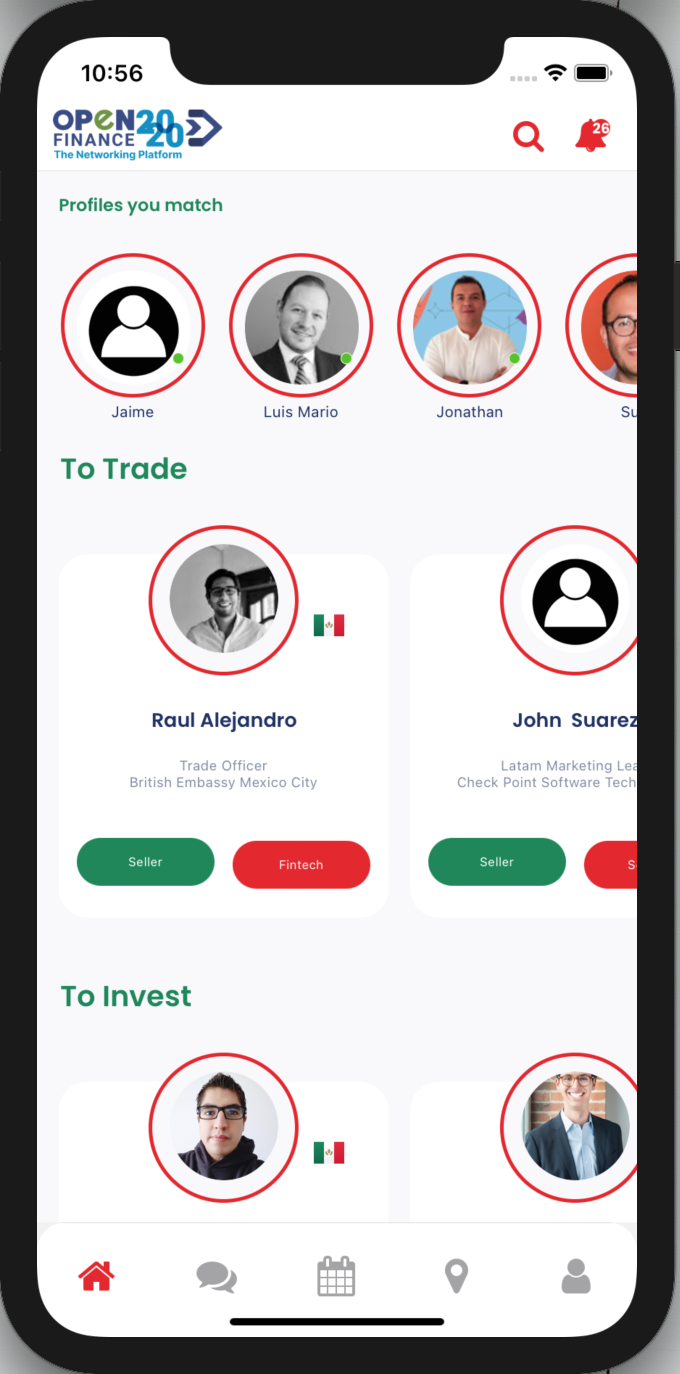 10:56
OPEN 2020
FINANCE
The Networking Platform
26
Profiles you match
Jaime
Luis Mario
Jonathan
Su
To Trade
Raul Alejandro
Trade Officer
British Embassy Mexico City
Seller
Fintech
John Suarez
Latam Marketing Lea
Check Point Software Tech
Seller
S
To Invest